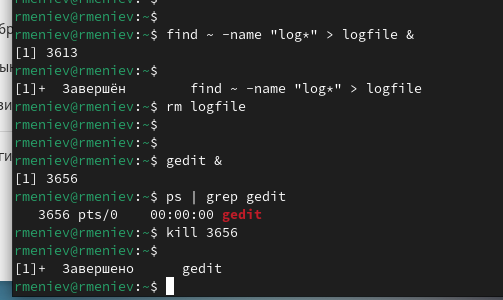 rmeniev@rmeniev:~$
rmeniev@rmeniev:~$
rmeniev@rmeniev:~$ find ~ -name "log*" > logfile &
[1] 3613
rmeniev@rmeniev:~$
[1]+  Завершён        find ~ -name "log*" > logfile
rmeniev@rmeniev:~$ rm logfile
rmeniev@rmeniev:~$
rmeniev@rmeniev:~$
rmeniev@rmeniev:~$ gedit &
[1] 3656
rmeniev@rmeniev:~$ ps | grep gedit
   3656 pts/0    00:00:00 gedit
rmeniev@rmeniev:~$ kill 3656
rmeniev@rmeniev:~$
[1]+  Завершено      gedit
rmeniev@rmeniev:~$